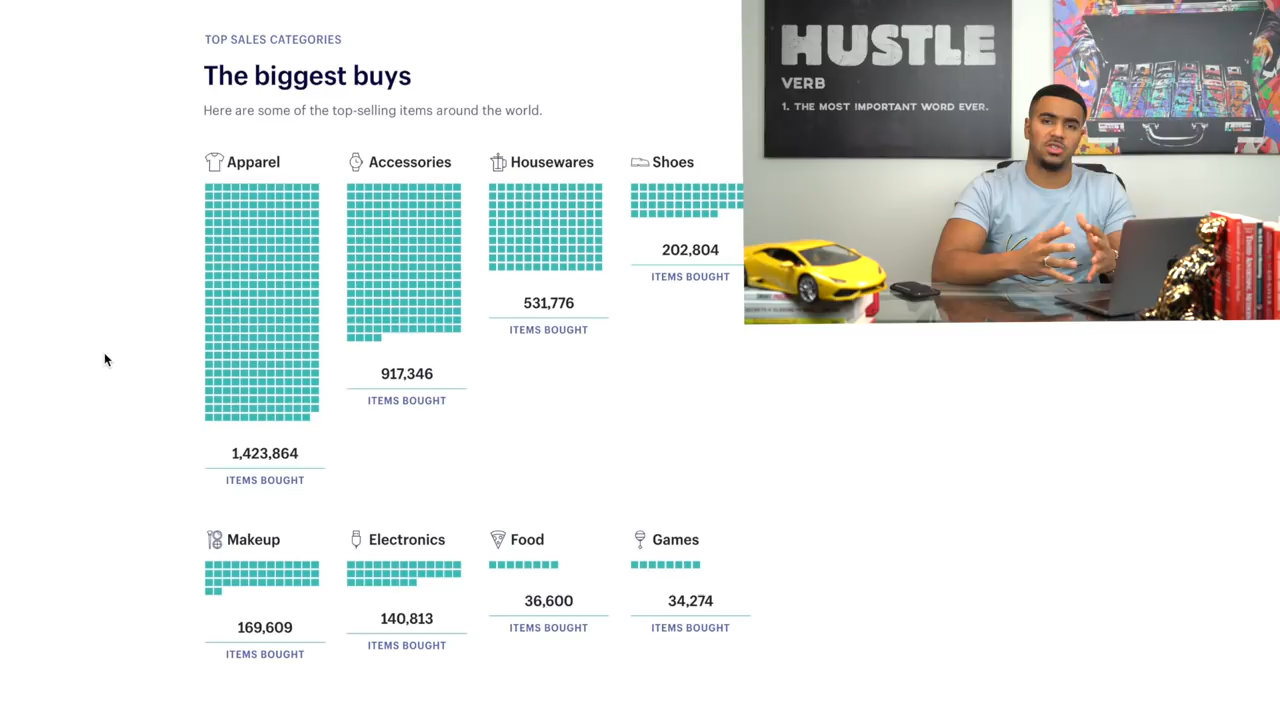 TOP SALES CATEGORIES
The biggest buys
Here are some of the top-selling items around the world.
Apparel
1,423,864
ITEMS BOUGHT
Accessories
917,346
ITEMS BOUGHT
Housewares
531,776
ITEMS BOUGHT
Shoes
202,804
ITEMS BOUGHT
Makeup
169,609
ITEMS BOUGHT
Electronics
140,813
ITEMS BOUGHT
Food
36,600
ITEMS BOUGHT
Games
34,274
ITEMS BOUGHT
HUSTLE
VERB
1. THE MOST IMPORTANT WORD EVER.